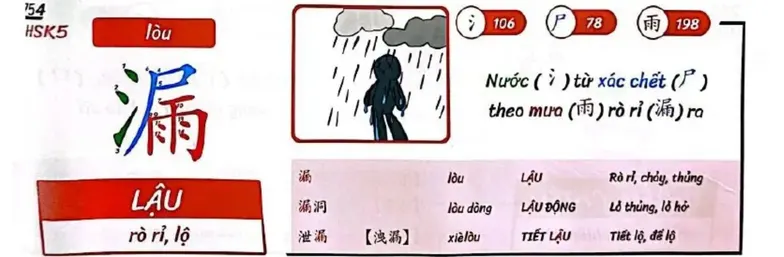 754
HSK5
lòu
漏
LẬU
rò rỉ, lộ
氵 106 尸 78 雨 198
Nước (氵) từ xác chết (尸)
theo mưa (雨) rò rỉ (漏) ra
漏 lòu LẬU Rò rỉ, chảy, thủng
漏洞 lòu dòng LẬU ĐỘNG Lỗ thủng, lỗ hở
泄漏 【洩漏】 xièlòu TIẾT LẬU Tiết lộ, để lộ